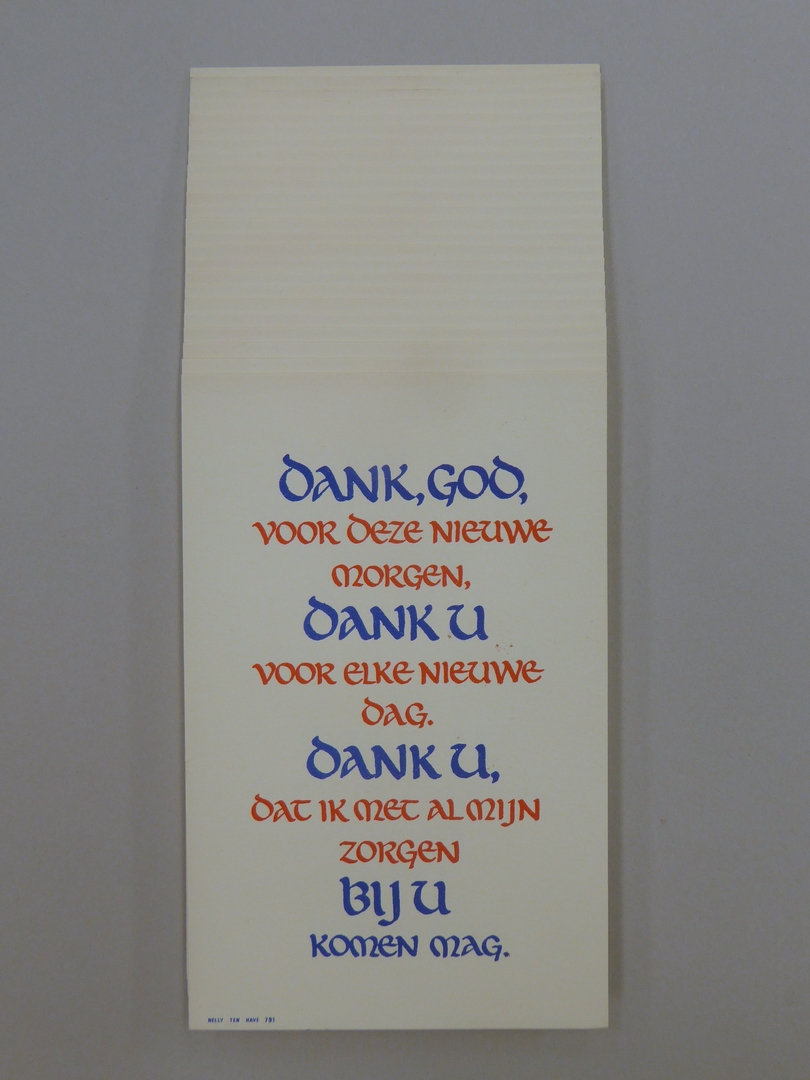 DANK, GOD,
VOOR DEZE NIEUWE
MORGEN,
DANK U
VOOR ELKE NIEUWE
DAG.
DANK U,
DAT IK MET AL MIJN
ZORGEN
BIJ U
KOMEN MAG.
NELLY TEN HAVE 781